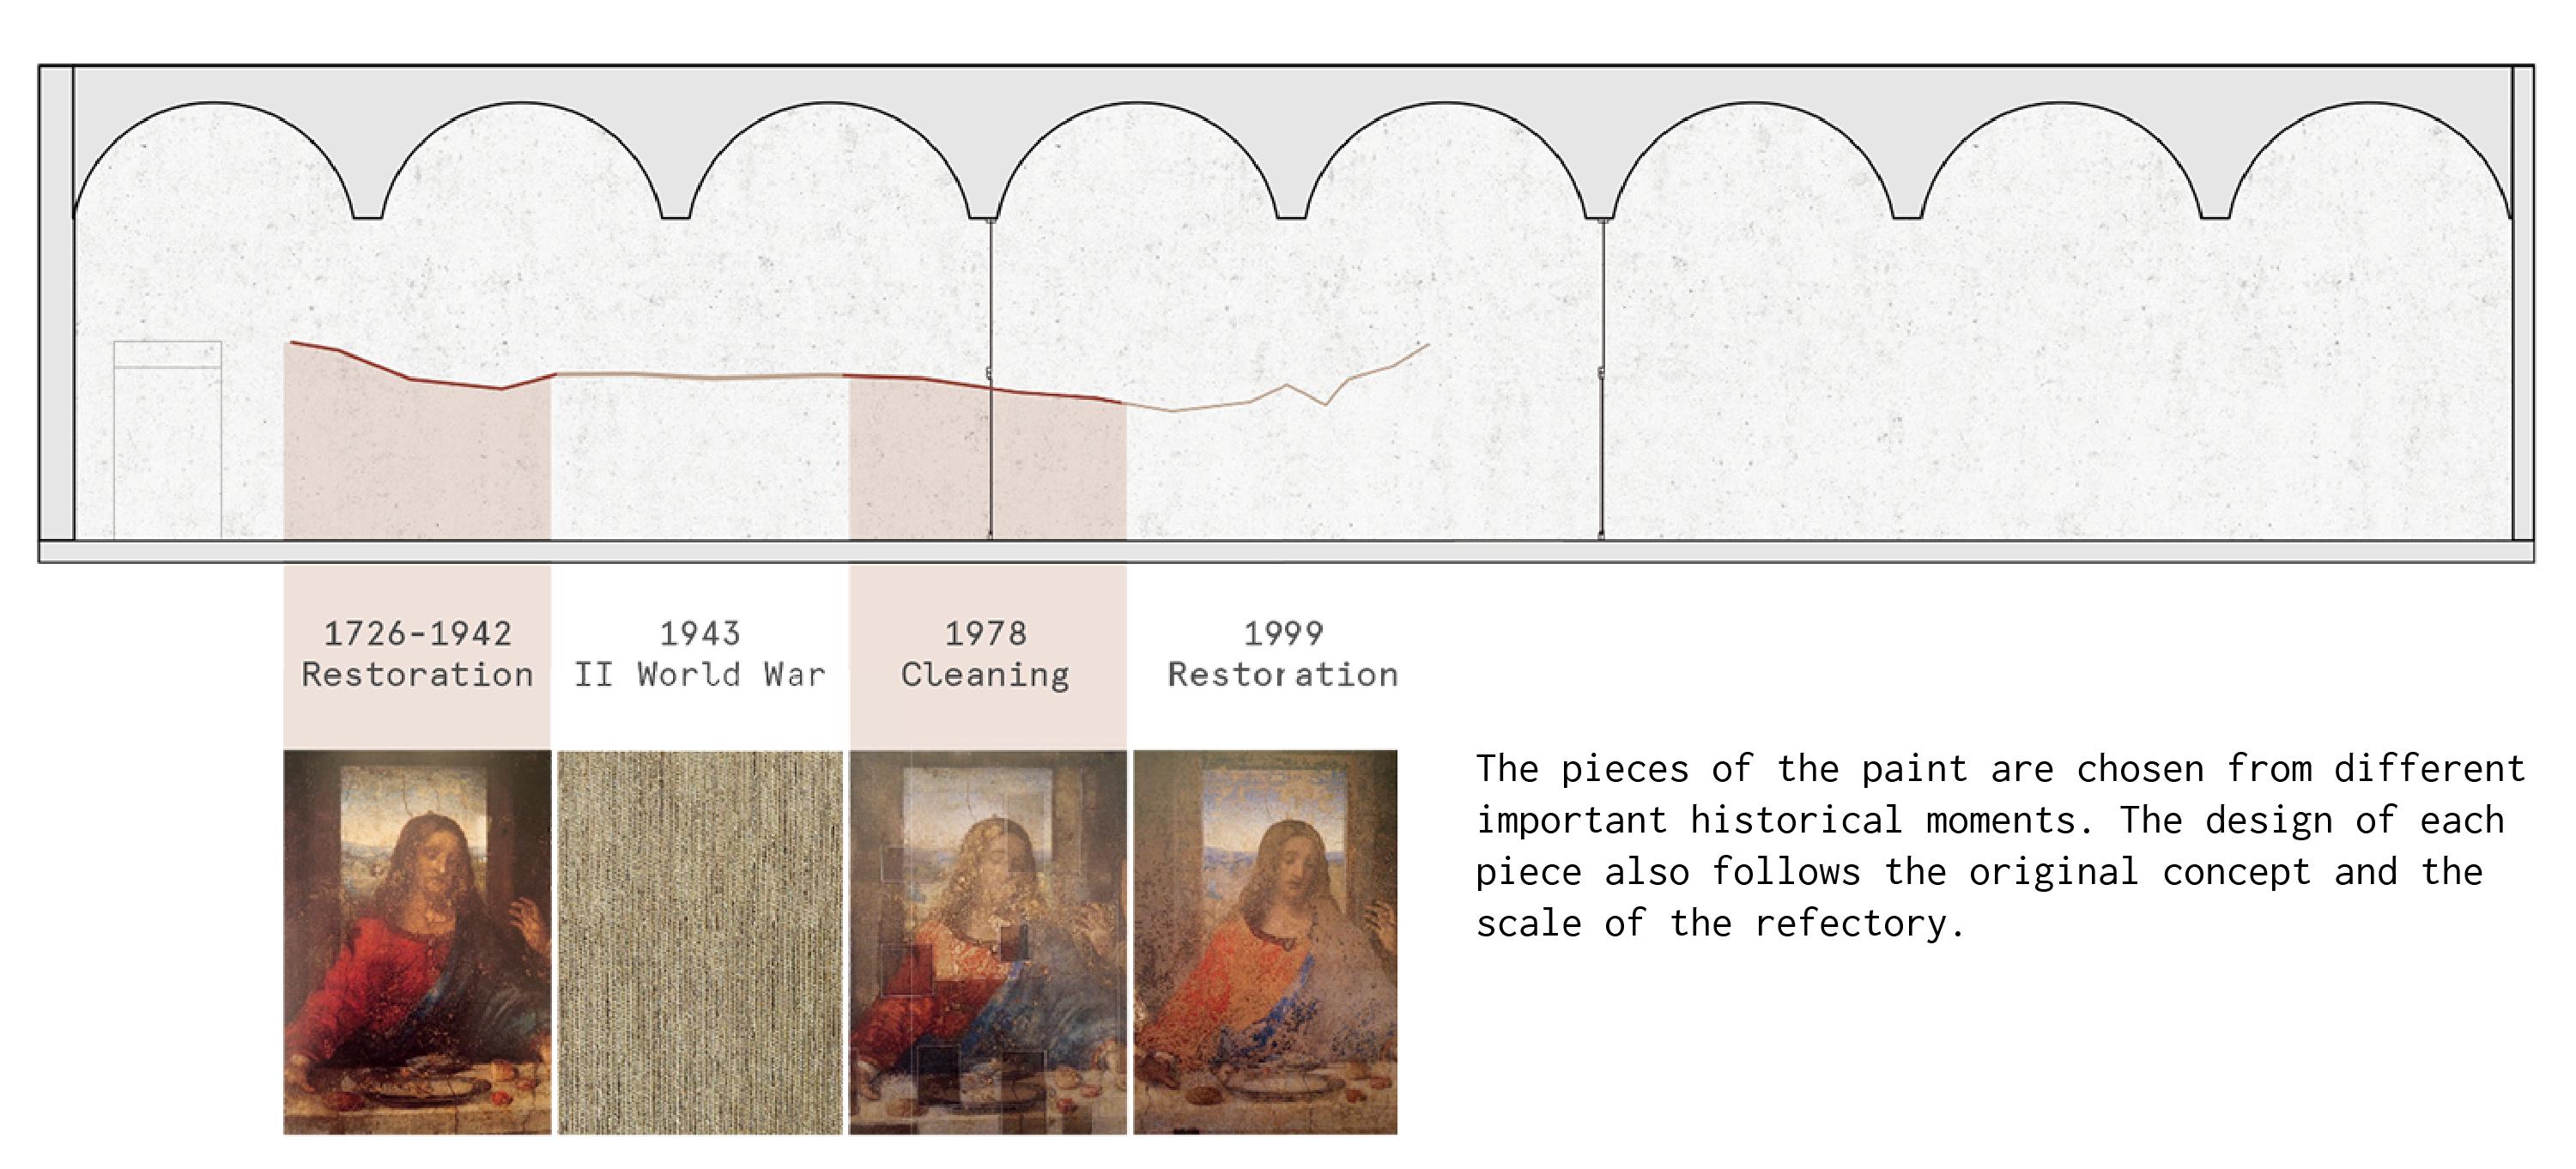 1726-1942
Restoration
1943
II World War
1978
Cleaning
1999
Restoration
The pieces of the paint are chosen from different
important historical moments. The design of each
piece also follows the original concept and the
scale of the refectory.